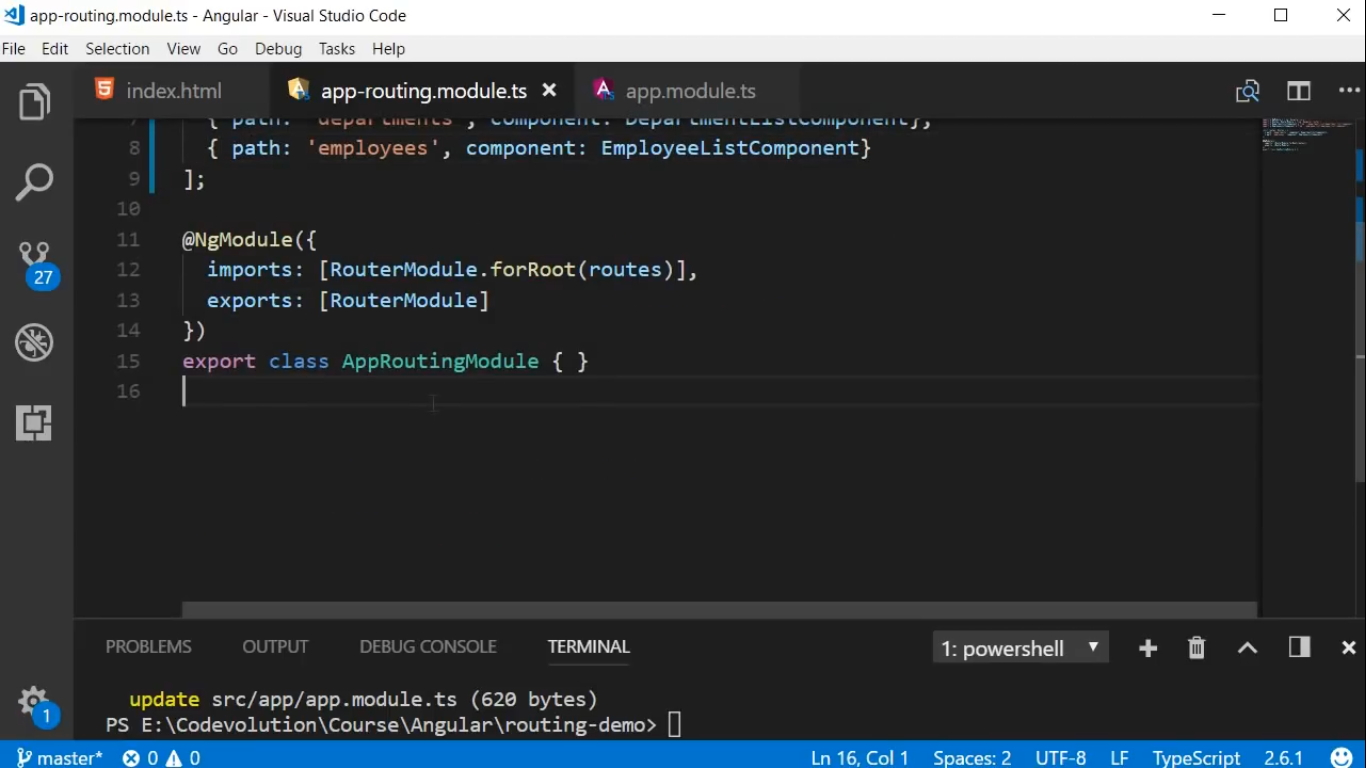 app-routing.module.ts - Angular - Visual Studio Code
File Edit Selection View Go Debug Tasks Help
index.html app-routing.module.ts app.module.ts
7 { path: 'departments', component: DepartmentListComponent},
8 { path: 'employees', component: EmployeeListComponent}
9 ];
10
11 @NgModule({
12 imports: [RouterModule.forRoot(routes)],
13 exports: [RouterModule]
14 })
15 export class AppRoutingModule { }
16
27
PROBLEMS OUTPUT DEBUG CONSOLE TERMINAL 1: powershell
update src/app/app.module.ts (620 bytes)
PS E:\Codevolution\Course\Angular\routing-demo>
1
master* 0 0 Ln 16, Col 1 Spaces: 2 UTF-8 LF TypeScript 2.6.1